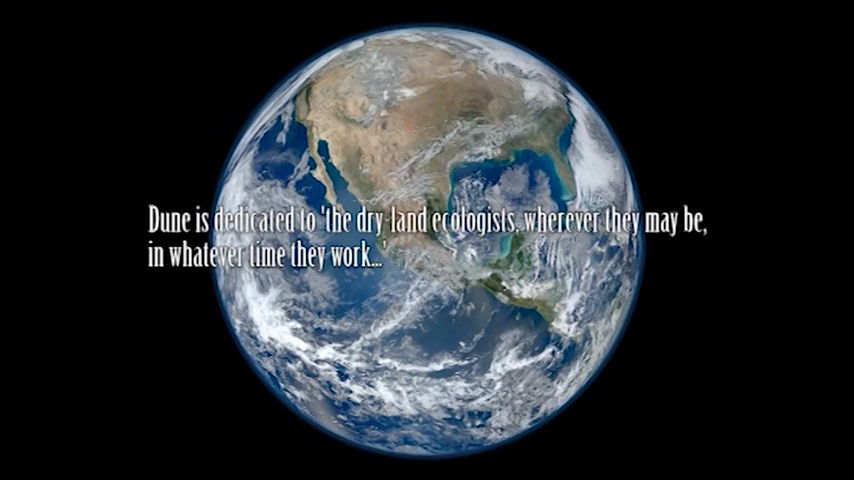 Dune is dedicated to 'the dry-land ecologists, wherever they may be,
in whatever time they work...'